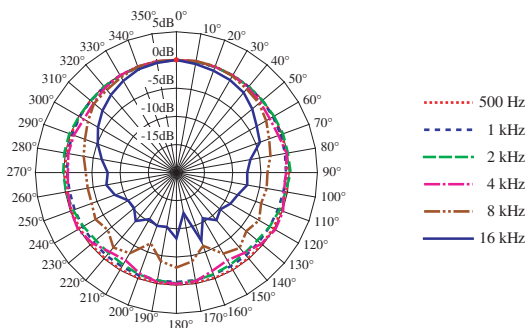 350° 0° 10°
340° 5dB 20°
330° 30°
320° 0dB 40°
310° -5dB 50°
300° -10dB 60°
290° -15dB 70°
280° 80°
270° 90°
260° 100°
250° 110°
240° 120°
230° 130°
220° 140°
210° 150°
200° 160°
190° 180° 170°
500 Hz
1 kHz
2 kHz
4 kHz
8 kHz
16 kHz